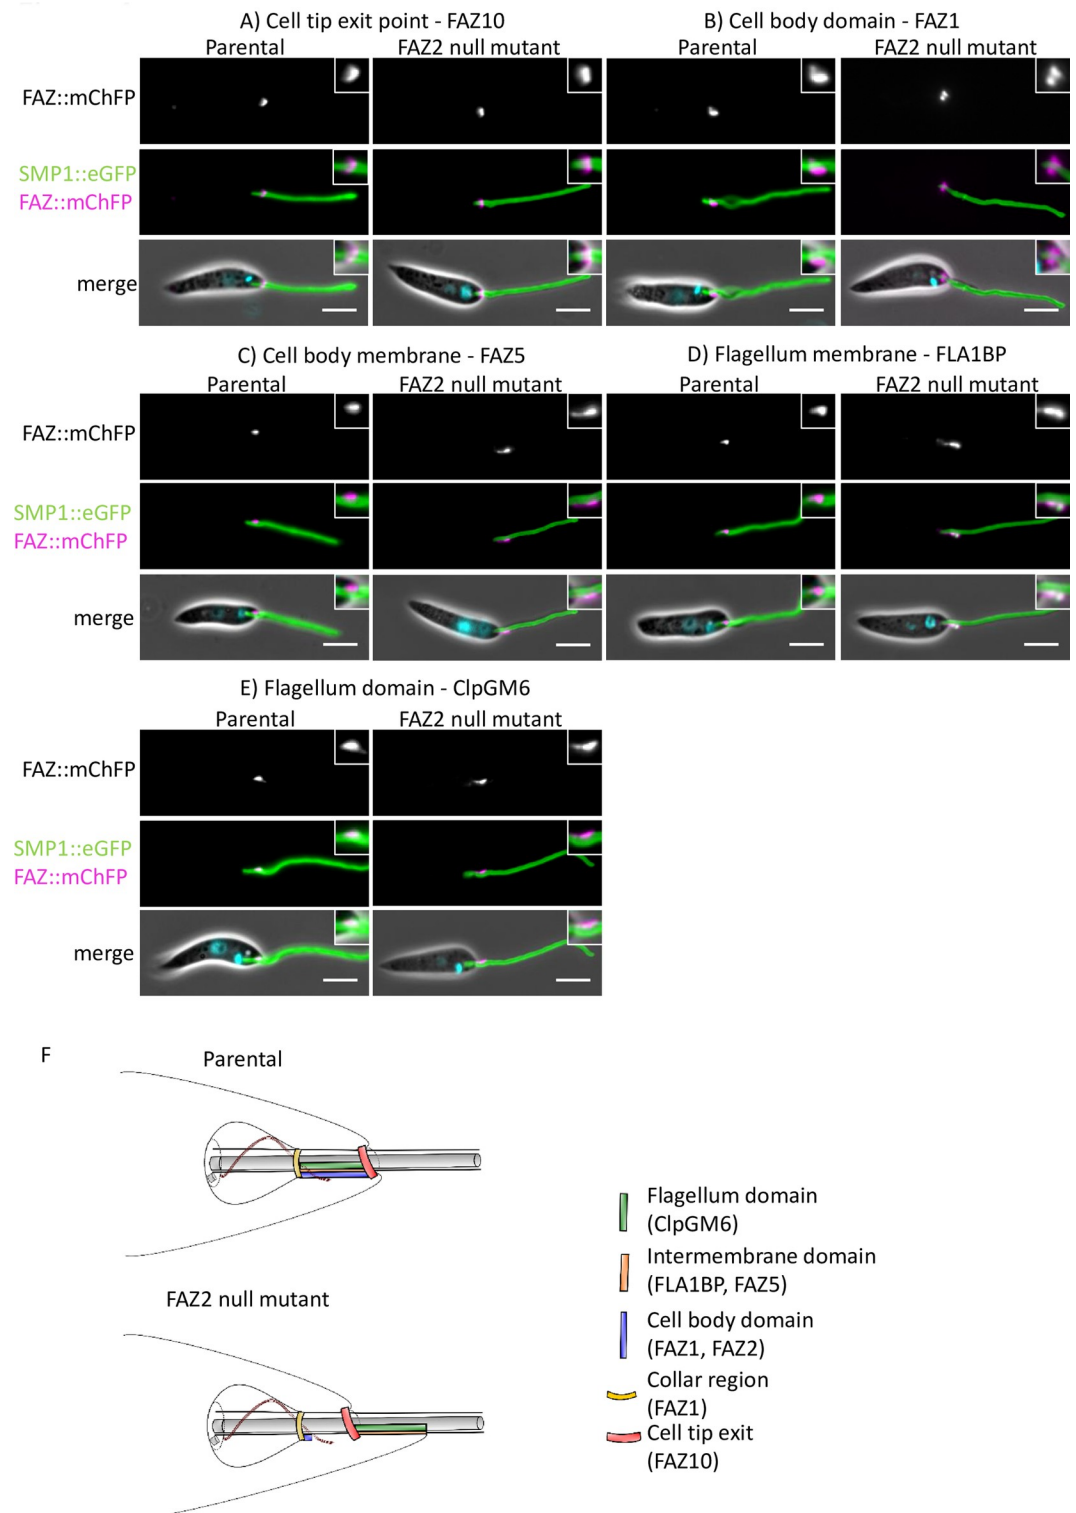 A) Cell tip exit point - FAZ10
B) Cell body domain - FAZ1
Parental
FAZ2 null mutant
Parental
FAZ2 null mutant
FAZ::mChFP
SMP1::eGFP
FAZ::mChFP
merge
C) Cell body membrane - FAZ5
D) Flagellum membrane - FLA1BP
Parental
FAZ2 null mutant
Parental
FAZ2 null mutant
FAZ::mChFP
SMP1::eGFP
FAZ::mChFP
merge
E) Flagellum domain - ClpGM6
Parental
FAZ2 null mutant
FAZ::mChFP
SMP1::eGFP
FAZ::mChFP
merge
F
Parental
FAZ2 null mutant
Flagellum domain
(ClpGM6)
Intermembrane domain
(FLA1BP, FAZ5)
Cell body domain
(FAZ1, FAZ2)
Collar region
(FAZ1)
Cell tip exit
(FAZ10)